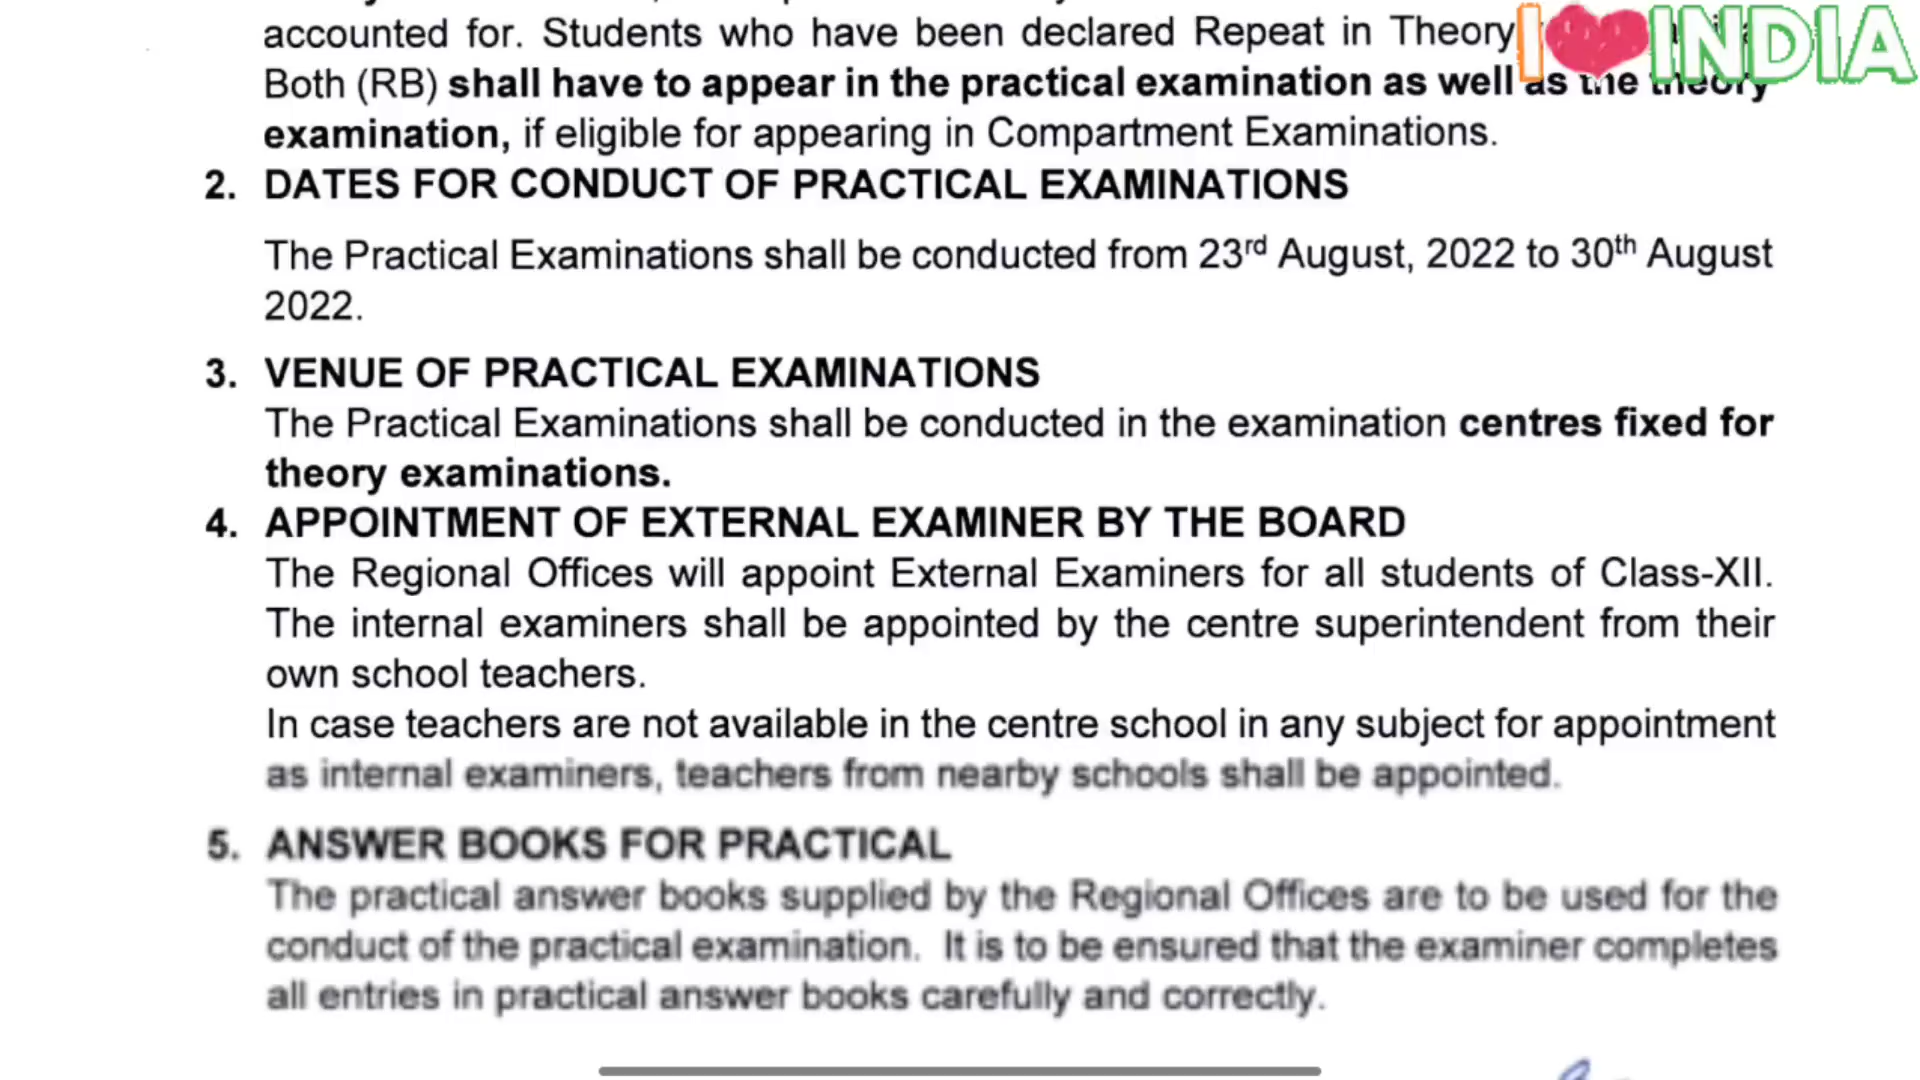 accounted for. Students who have been declared Repeat in Theory
I INDIA
Both (RB) shall have to appear in the practical examination as well as the theory
examination, if eligible for appearing in Compartment Examinations.
2. DATES FOR CONDUCT OF PRACTICAL EXAMINATIONS
The Practical Examinations shall be conducted from 23rd August, 2022 to 30th August
2022.
3. VENUE OF PRACTICAL EXAMINATIONS
The Practical Examinations shall be conducted in the examination centres fixed for
theory examinations.
4. APPOINTMENT OF EXTERNAL EXAMINER BY THE BOARD
The Regional Offices will appoint External Examiners for all students of Class-XII.
The internal examiners shall be appointed by the centre superintendent from their
own school teachers.
In case teachers are not available in the centre school in any subject for appointment
as internal examiners, teachers from nearby schools shall be appointed.
5. ANSWER BOOKS FOR PRACTICAL
The practical answer books supplied by the Regional Offices are to be used for the
conduct of the practical examination. It is to be ensured that the examiner completes
all entries in practical answer books carefully and correctly.